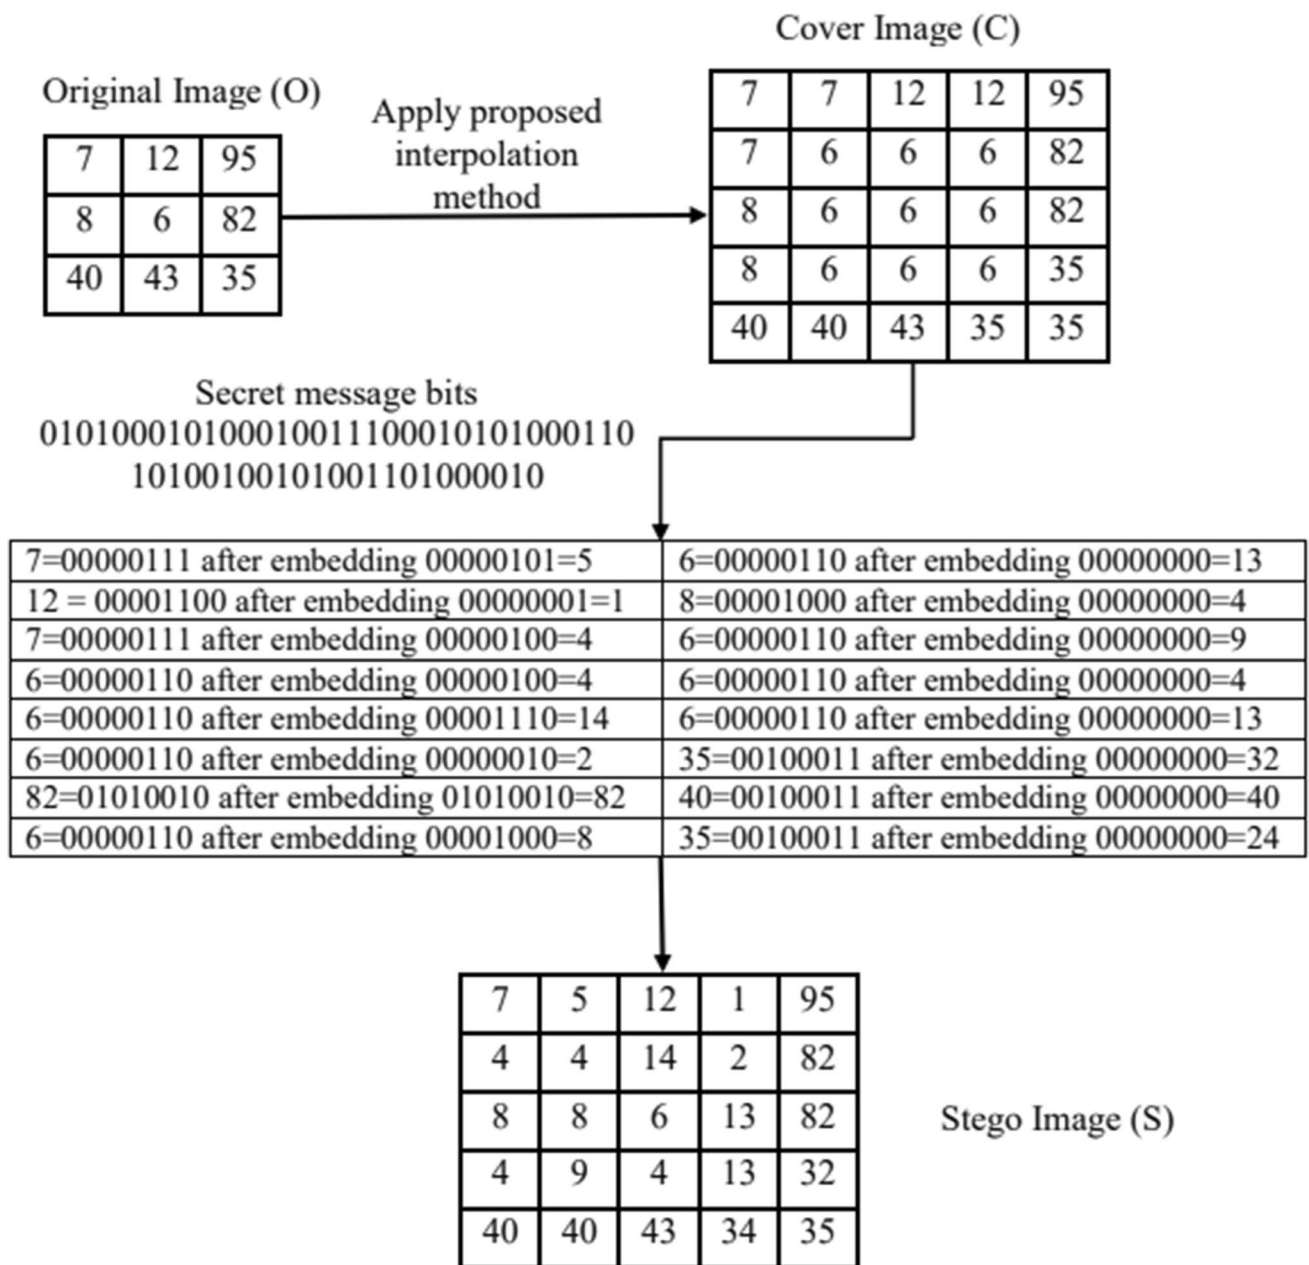 Cover Image (C)
Original Image (O)
Apply proposed
interpolation
method
7 12 95
8 6 82
40 43 35
7 7 12 12 95
7 6 6 6 82
8 6 6 6 82
8 6 6 6 35
40 40 43 35 35
Secret message bits
010100010100010011100010101000110
10100100101001101000010
7=00000111 after embedding 00000101=5
6=00000110 after embedding 00000000=13
12 = 00001100 after embedding 00000001=1
8=00001000 after embedding 00000000=4
7=00000111 after embedding 00000100=4
6=00000110 after embedding 00000000=9
6=00000110 after embedding 00000100=4
6=00000110 after embedding 00000000=4
6=00000110 after embedding 00001110=14
6=00000110 after embedding 00000000=13
6=00000110 after embedding 00000010=2
35=00100011 after embedding 00000000=32
82=01010010 after embedding 01010010=82
40=00100011 after embedding 00000000=40
6=00000110 after embedding 00001000=8
35=00100011 after embedding 00000000=24
7 5 12 1 95
4 4 14 2 82
8 8 6 13 82
4 9 4 13 32
40 40 43 34 35
Stego Image (S)